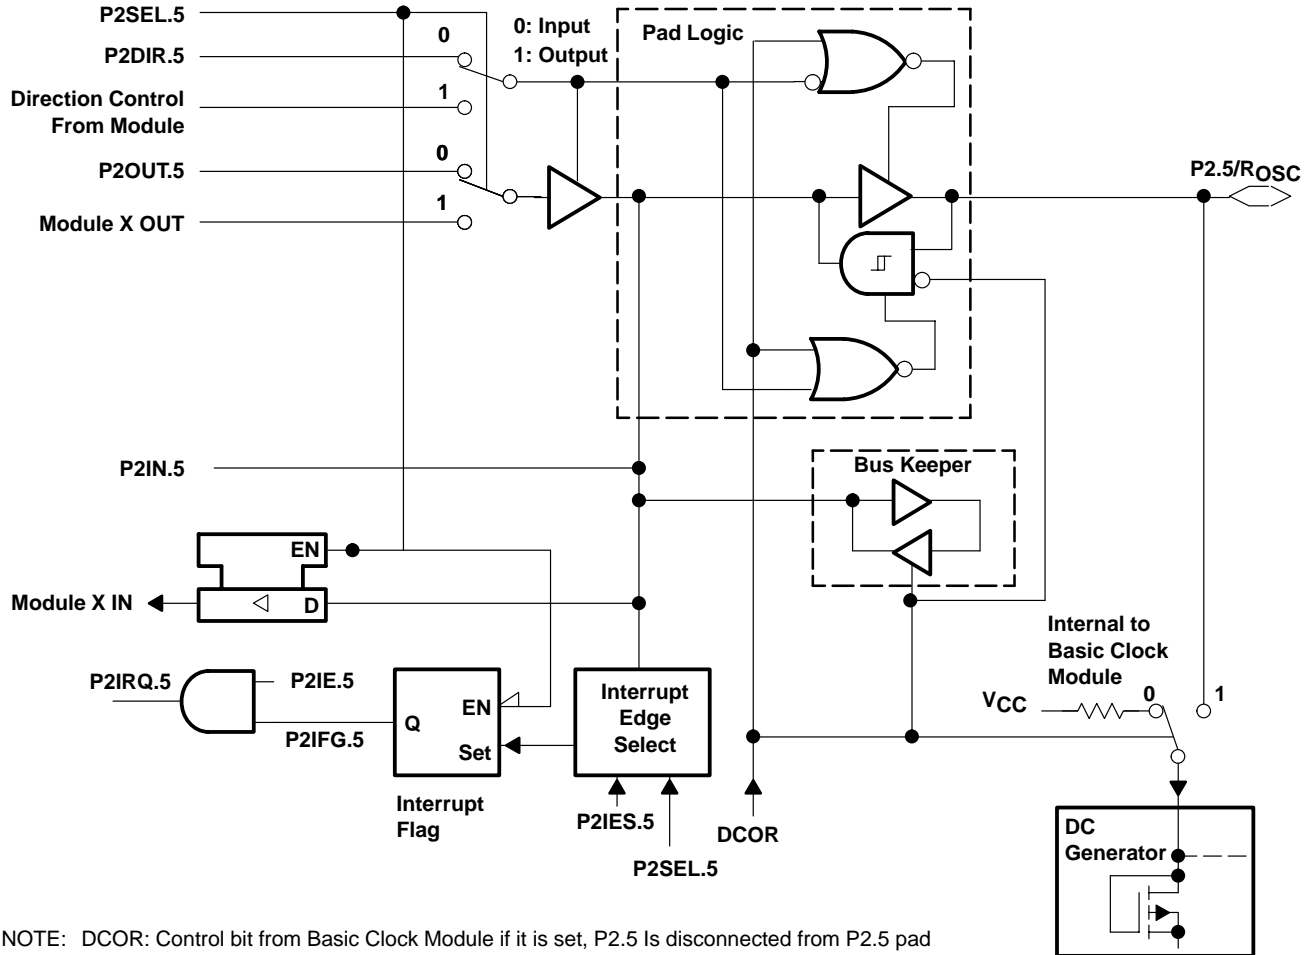 P2SEL.5
P2DIR.5
Direction Control
From Module
P2OUT.5
Module X OUT
0
1
0
1
0: Input
1: Output
Pad Logic
P2.5/ROSC
P2IN.5
Bus Keeper
EN
D
Module X IN
P2IRQ.5
P2IE.5
P2IFG.5
Q
EN
Set
Interrupt
Flag
Interrupt
Edge
Select
P2IES.5
P2SEL.5
DCOR
Internal to
Basic Clock
Module
VCC
0
1
DC
Generator
NOTE: DCOR: Control bit from Basic Clock Module if it is set, P2.5 Is disconnected from P2.5 pad